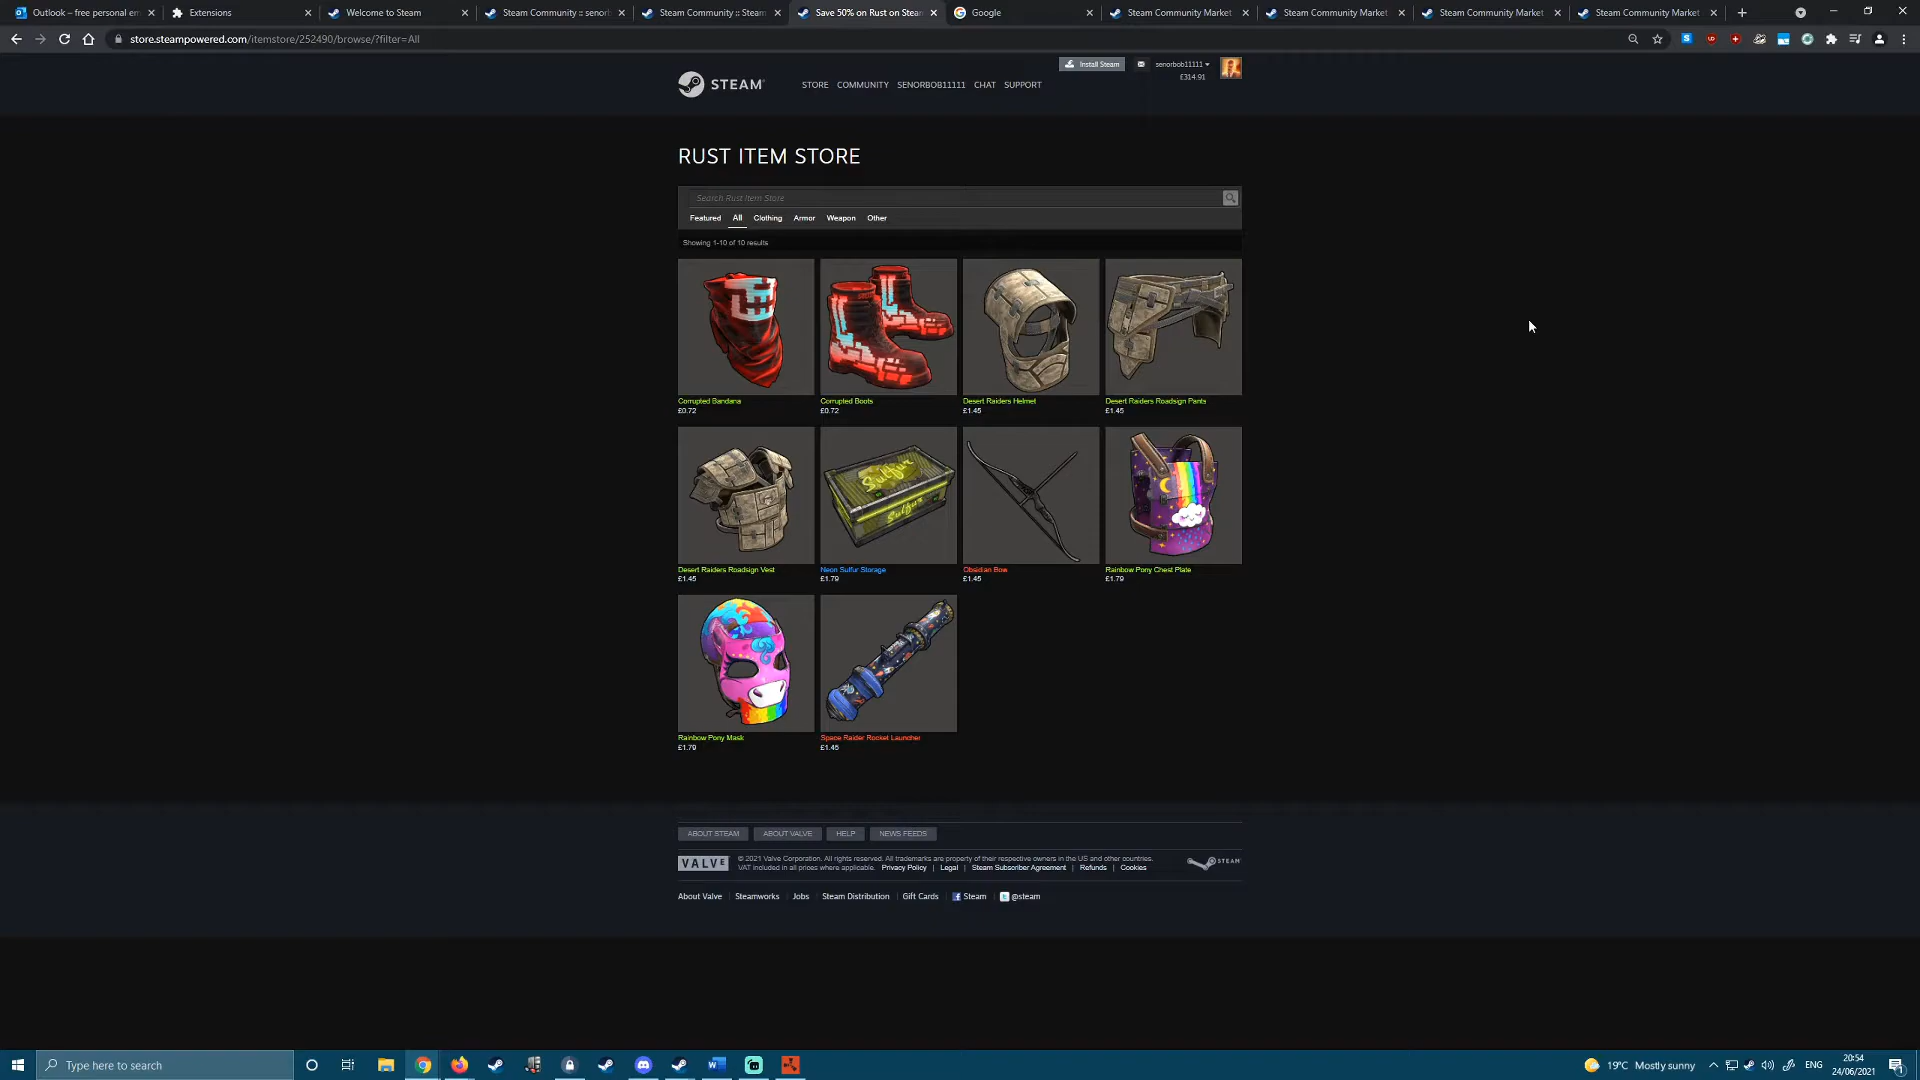 Outlook – free personal em
Extensions
Welcome to Steam
Steam Community :: senor
Steam Community :: Steam
Save 50% on Rust on Steam
Google
Steam Community Market
Steam Community Market
Steam Community Market
Steam Community Market
store.steampowered.com/itemstore/252490/browse/?filter=All
STEAM
STORE COMMUNITY SENORBOB11111 CHAT SUPPORT
Install Steam
senorbob11111
£314.91
RUST ITEM STORE
Search Rust Item Store
Featured All Clothing Armor Weapon Other
Showing 1-10 of 10 results
Corrupted Bandana
£0.72
Corrupted Boots
£0.72
Desert Raiders Helmet
£1.45
Desert Raiders Roadsign Pants
£1.45
Sulfur
Sulfur
Desert Raiders Roadsign Vest
£1.45
Neon Sulfur Storage
£1.79
Obsidian Bow
£1.45
Rainbow Pony Chest Plate
£1.79
Rainbow Pony Mask
£1.79
Space Raider Rocket Launcher
£1.45
ABOUT STEAM ABOUT VALVE HELP NEWS FEEDS
VALVE
© 2021 Valve Corporation. All rights reserved. All trademarks are property of their respective owners in the US and other countries.
VAT included in all prices where applicable. Privacy Policy | Legal | Steam Subscriber Agreement | Refunds | Cookies
STEAM
About Valve | Steamworks | Jobs | Steam Distribution | Gift Cards | Steam | @steam
Type here to search
19°C Mostly sunny
ENG
20:54
24/06/2021